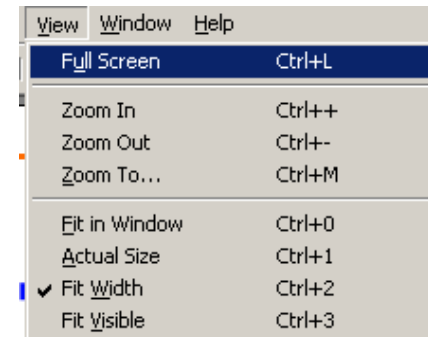 View Window Help
Full Screen Ctrl+L
Zoom In Ctrl++
Zoom Out Ctrl+-
Zoom To... Ctrl+M
Fit in Window Ctrl+0
Actual Size Ctrl+1
Fit Width Ctrl+2
Fit Visible Ctrl+3